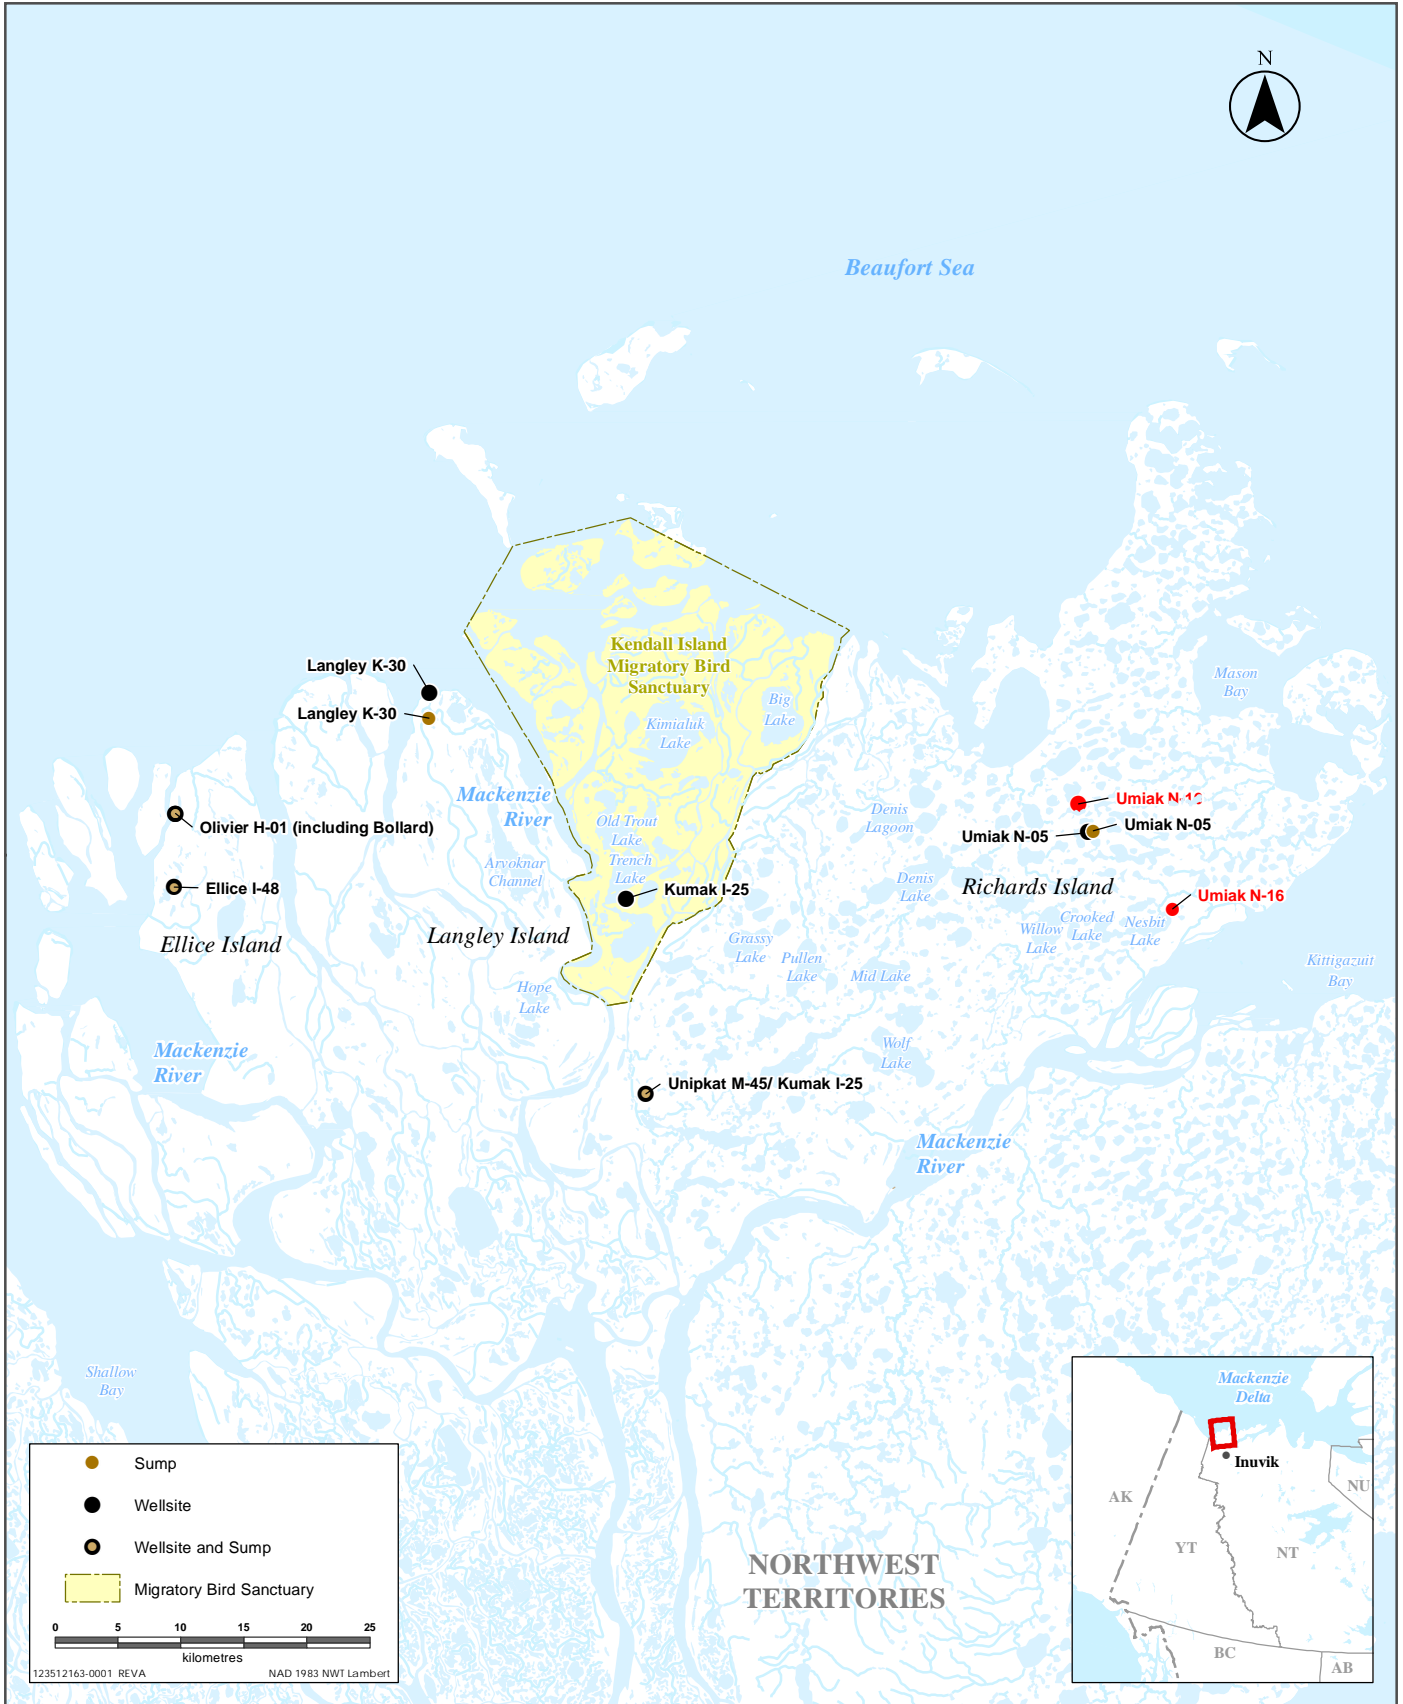 N
Beaufort Sea
Kendall Island
Migratory Bird
Sanctuary
Langley K-30
Langley K-30
Mason
Bay
Big
Lake
Kimialuk
Lake
Mackenzie
River
Umiak N-16
Denis
Lagoon
Olivier H-01 (including Bollard)
Old Trout
Lake
Umiak N-05
Umiak N-05
Trench
Lake
Arvoknar
Channel
Ellice I-48
Kumak I-25
Denis
Lake
Richards Island
Umiak N-16
Crooked
Lake
Willow
Lake
Nesbit
Lake
Ellice Island
Langley Island
Grassy
Lake
Pullen
Lake
Mid Lake
Kittigazuit
Bay
Hope
Lake
Mackenzie
River
Wolf
Lake
Unipkat M-45/ Kumak I-25
Mackenzie
River
Shallow
Bay
NORTHWEST
TERRITORIES
Sump
Wellsite
Wellsite and Sump
Migratory Bird Sanctuary
0 5 10 15 20 25
kilometres
123512163-0001 REVA
NAD 1983 NWT Lambert
Mackenzie
Delta
Inuvik
AK
NU
YT
NT
BC
AB